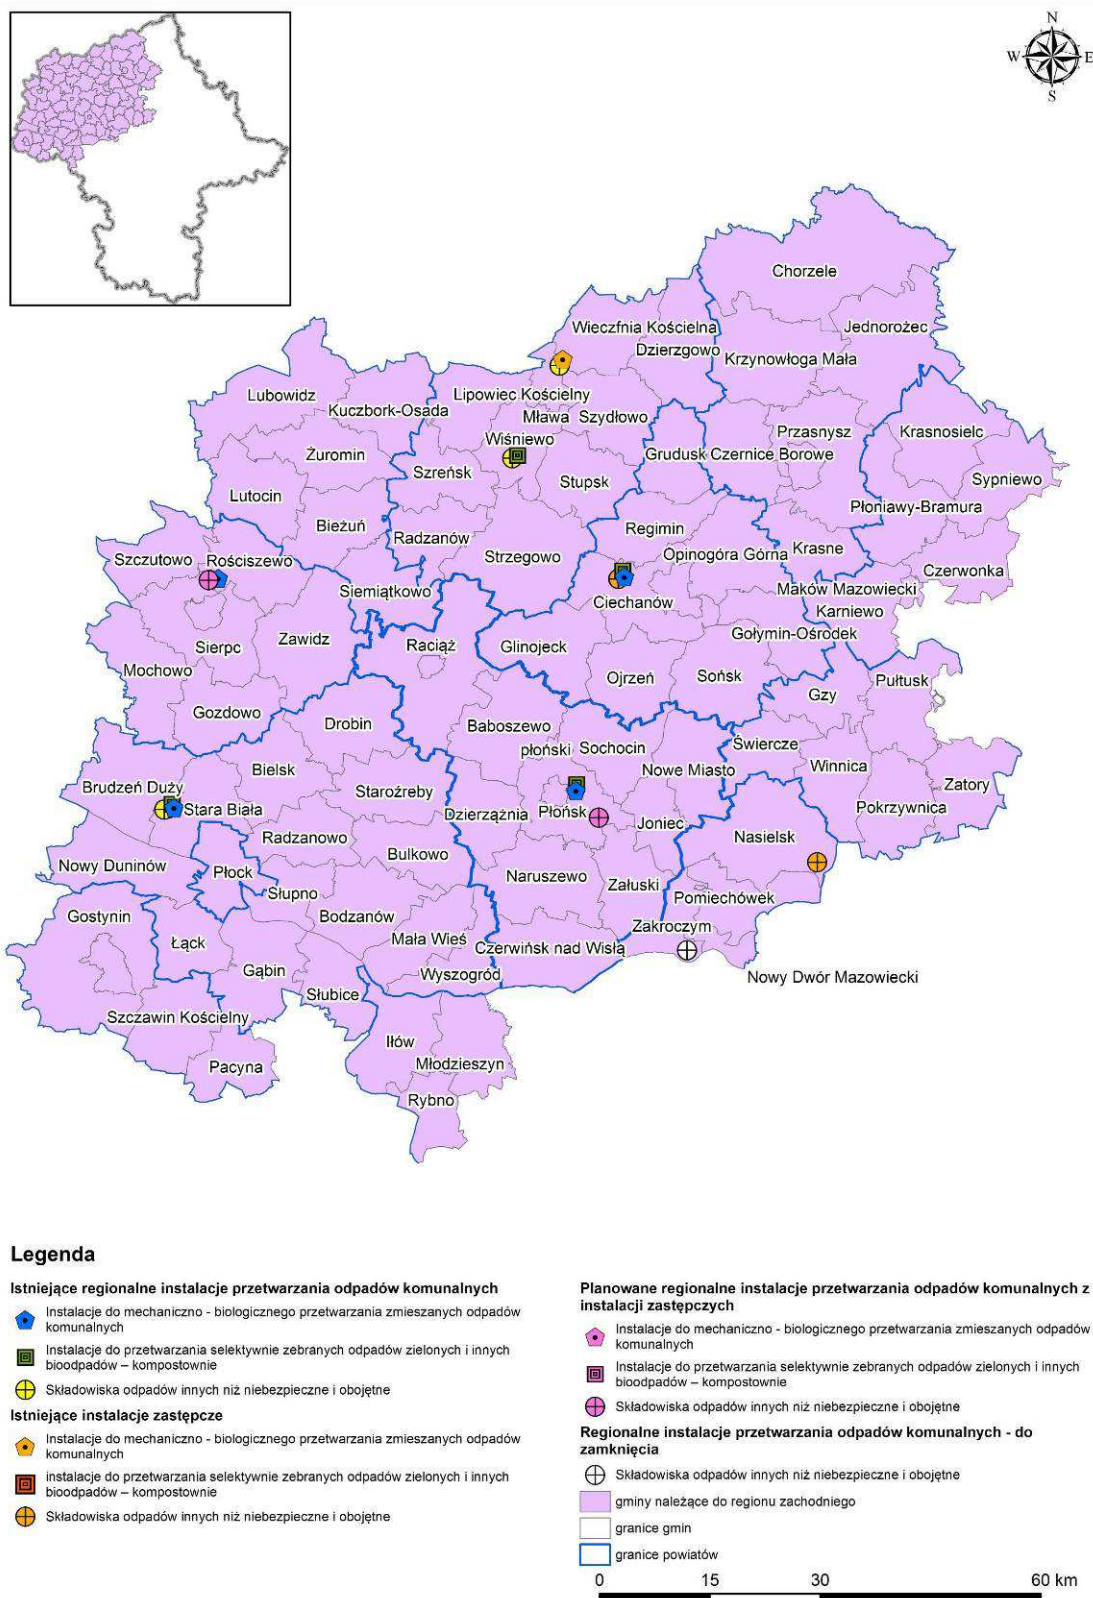 N
W E
S
Chorzele
Wieczfnia Kościelna
Jednorożec
Dzierzgowo
Krzynowłoga Mała
Lubowidz
Lipowiec Kościelny
Kuczbork-Osada
Mława Szydłowo
Przasnysz
Krasnosielc
Wiśniewo
Żuromin
Grudusk Czernice Borowe
Szreńsk
Sypniewo
Stupsk
Lutocin
Płoniawy-Bramura
Bieżuń
Regimin
Radzanów
Krasne
Strzegowo
Opinogóra Górna
Szczutowo Rościszewo
Czerwonka
Siemiątkowo
Maków Mazowiecki
Ciechanów
Karniewo
Gołymin-Ośrodek
Zawidz
Sierpc
Raciąż
Glinojeck
Mochowo
Ojrzeń
Sońsk
Pułtusk
Gzy
Gozdowo
Drobin
Baboszewo
płoński
Sochocin
Świercze
Winnica
Bielsk
Nowe Miasto
Zatory
Brudzeń Duży
Staroźreby
Stara Biała
Dzierzążnia
Płońsk
Pokrzywnica
Joniec
Radzanowo
Nasielsk
Bulkowo
Nowy Duninów
Płock
Naruszewo
Załuski
Słupno
Pomiechówek
Gostynin
Bodzanów
Zakroczym
Łąck
Mała Wieś
Czerwińsk nad Wisłą
Gąbin
Wyszogród
Nowy Dwór Mazowiecki
Słubice
Szczawin Kościelny
Iłów
Pacyna
Młodzieszyn
Rybno
Legenda
Istniejące regionalne instalacje przetwarzania odpadów komunalnych
Instalacje do mechaniczno - biologicznego przetwarzania zmieszanych odpadów
komunalnych
Instalacje do przetwarzania selektywnie zebranych odpadów zielonych i innych
bioodpadów – kompostownie
Składowiska odpadów innych niż niebezpieczne i obojętne
Istniejące instalacje zastępcze
Instalacje do mechaniczno - biologicznego przetwarzania zmieszanych odpadów
komunalnych
instalacje do przetwarzania selektywnie zebranych odpadów zielonych i innych
bioodpadów – kompostownie
Składowiska odpadów innych niż niebezpieczne i obojętne
Planowane regionalne instalacje przetwarzania odpadów komunalnych z
instalacji zastępczych
Instalacje do mechaniczno - biologicznego przetwarzania zmieszanych odpadów
komunalnych
Instalacje do przetwarzania selektywnie zebranych odpadów zielonych i innych
bioodpadów – kompostownie
Składowiska odpadów innych niż niebezpieczne i obojętne
Regionalne instalacje przetwarzania odpadów komunalnych - do
zamknięcia
Składowiska odpadów innych niż niebezpieczne i obojętne
gminy należące do regionu zachodniego
granice gmin
granice powiatów
0 15 30 60 km